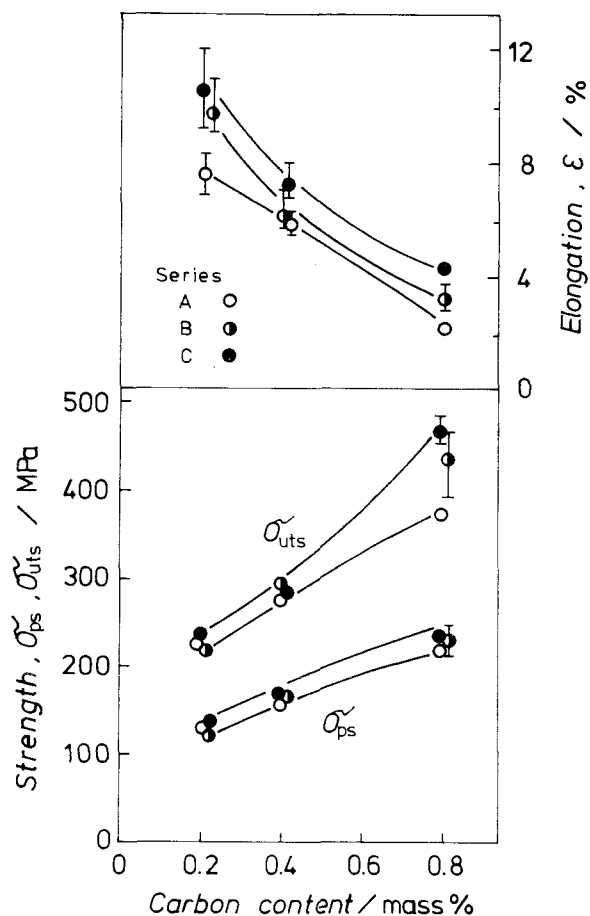 12
8
4
0
Elongation, ε / %
Series
A
B
C
500
400
300
200
100
0
Strength, σps, σuts / MPa
σuts
σps
0
0.2
0.4
0.6
0.8
Carbon content / mass%